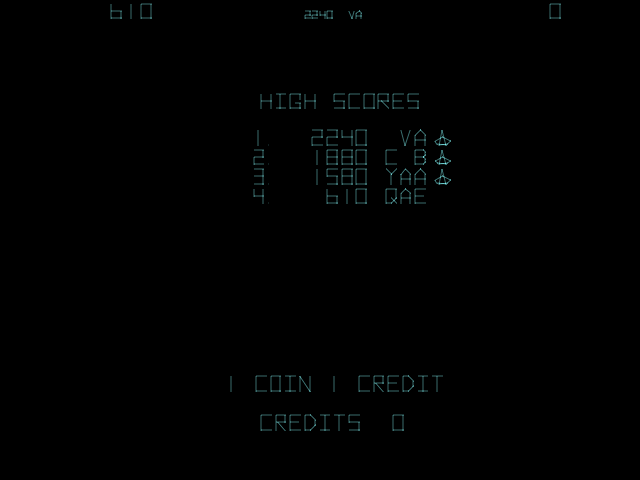 610 2240 VA 0
HIGH SCORES
1. 2240 VA
2. 1880 C B
3. 1580 YAA
4. 610 QAE
1 COIN 1 CREDIT
CREDITS 0